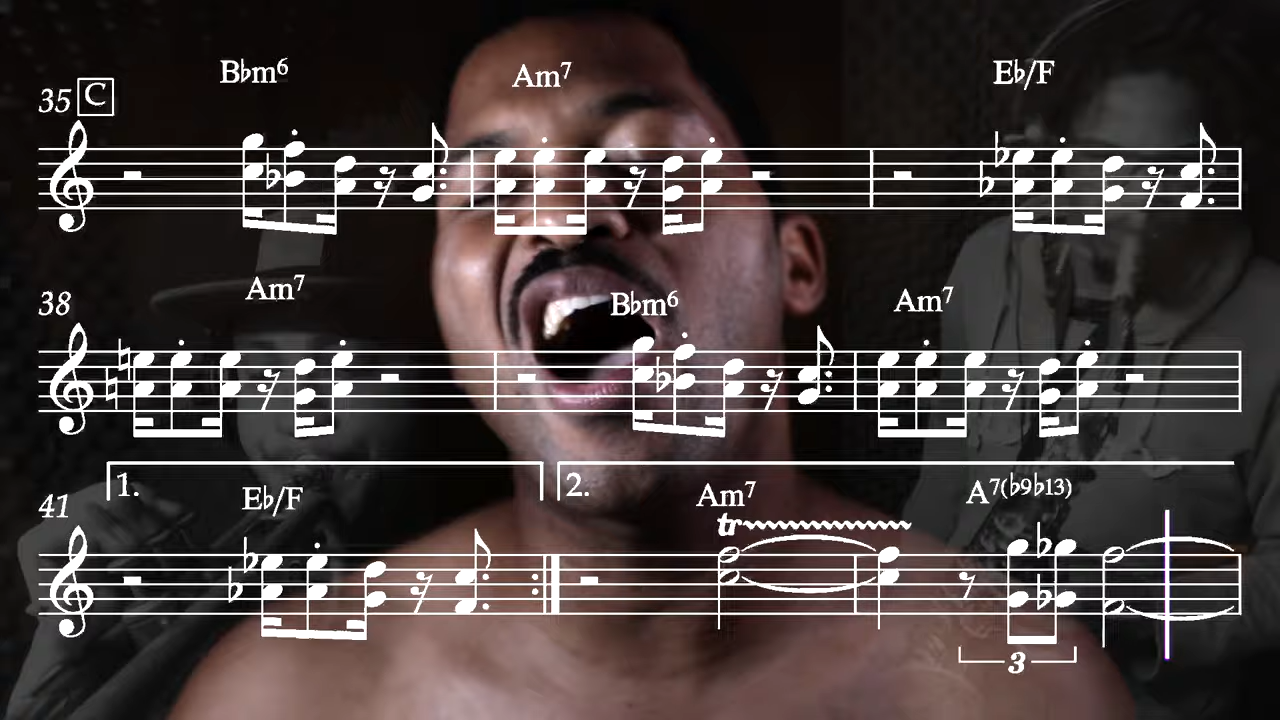 B♭m6 Am7 E♭/F
35 C
Am7 B♭m6 Am7
38
1. 2.
41 E♭/F Am7 A7(♭9♭13)
tr
3